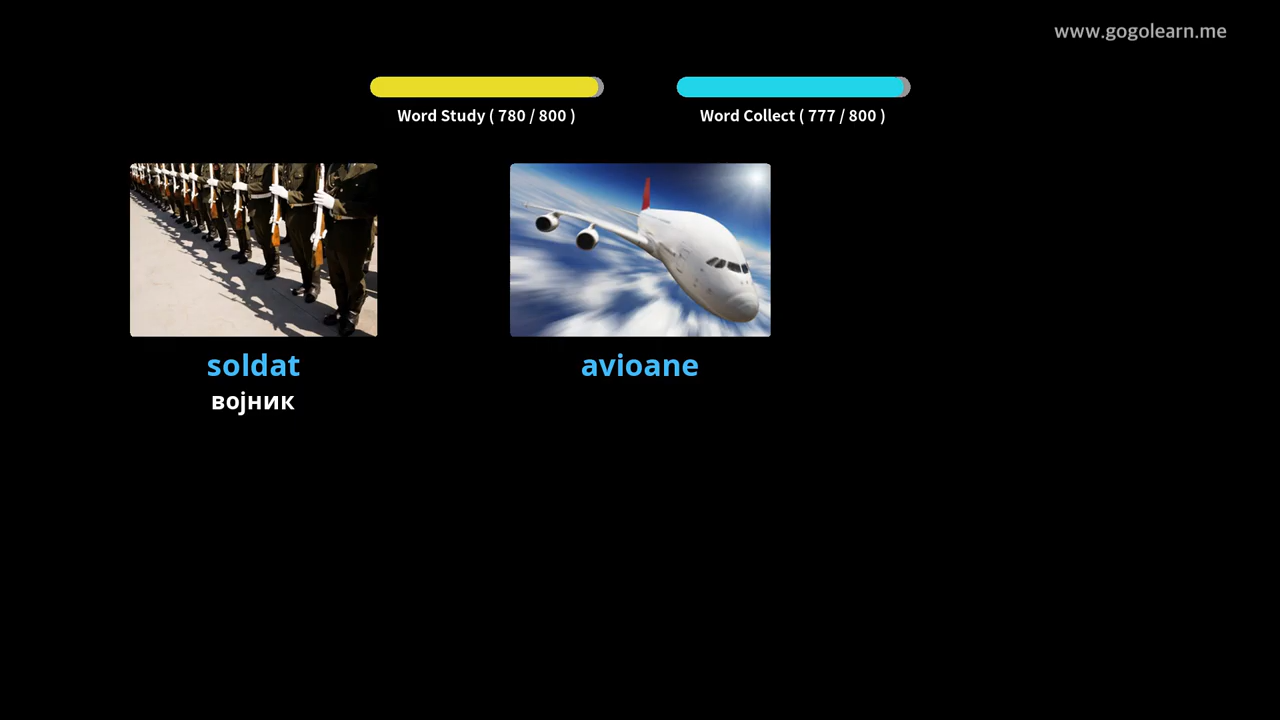 www.gogolearn.me
Word Study ( 780 / 800 )
Word Collect ( 777 / 800 )
soldat
војник
avioane